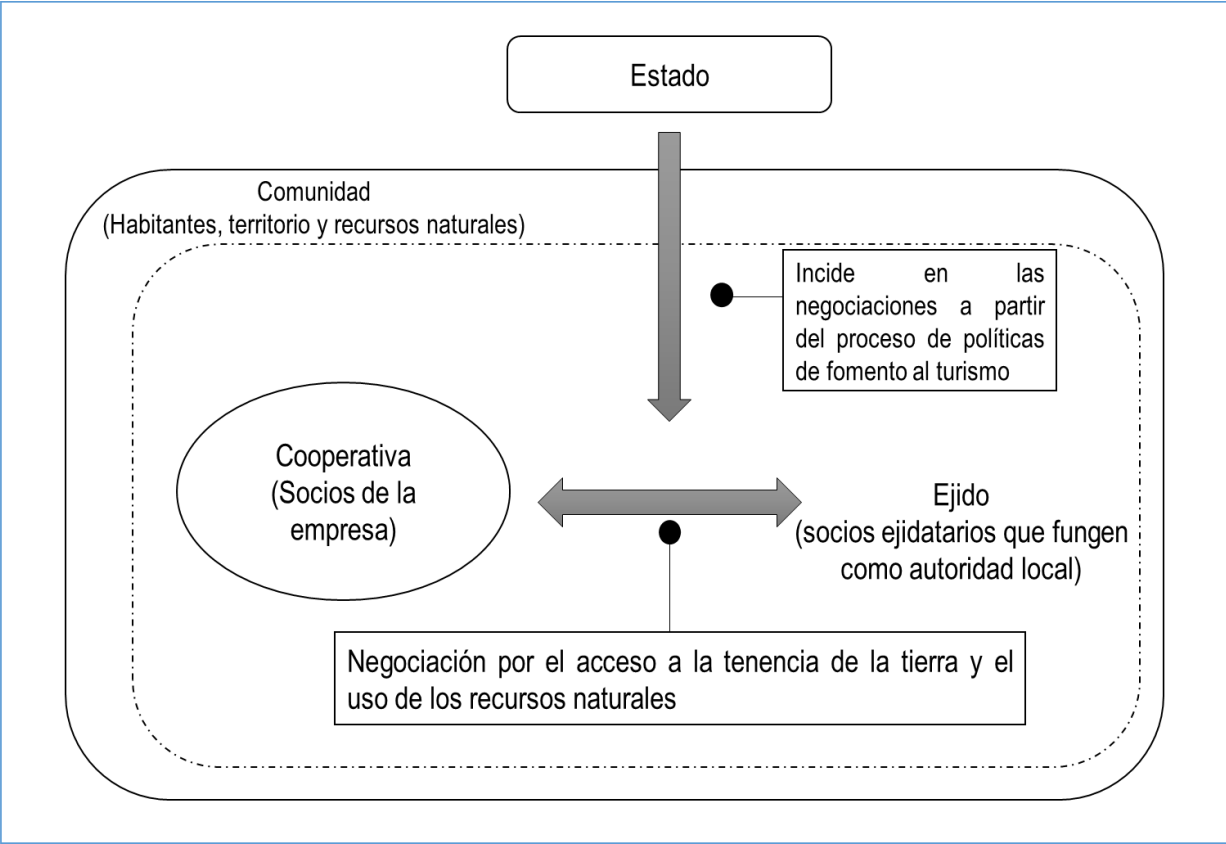 Estado
Comunidad
(Habitantes, territorio y recursos naturales)
Incide en las
negociaciones a partir
del proceso de políticas
de fomento al turismo
Cooperativa
(Socios de la
empresa)
Ejido
(socios ejidatarios que fungen
como autoridad local)
Negociación por el acceso a la tenencia de la tierra y el
uso de los recursos naturales